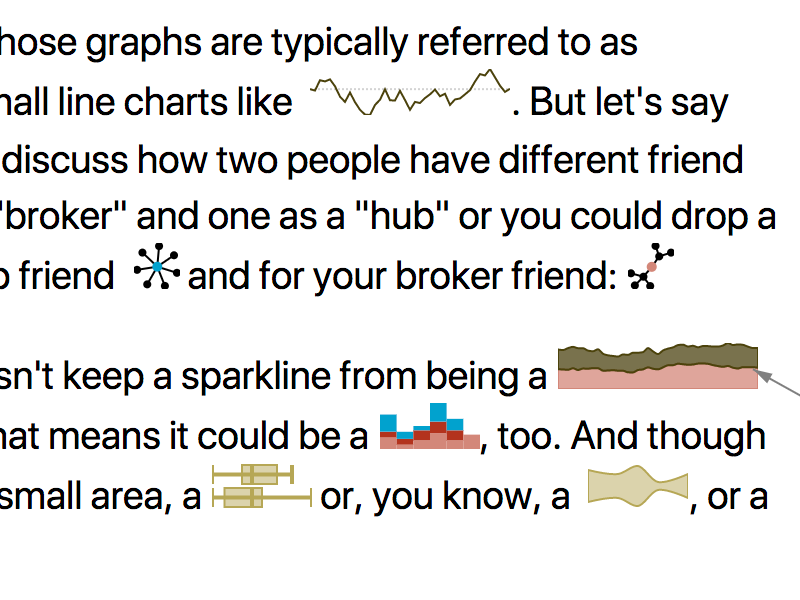 hose graphs are typically referred to as
nall line charts like . But let's say
discuss how two people have different friend
"broker" and one as a "hub" or you could drop a
friend and for your broker friend:
sn't keep a sparkline from being a
nat means it could be a , too. And though
small area, a or, you know, a , or a